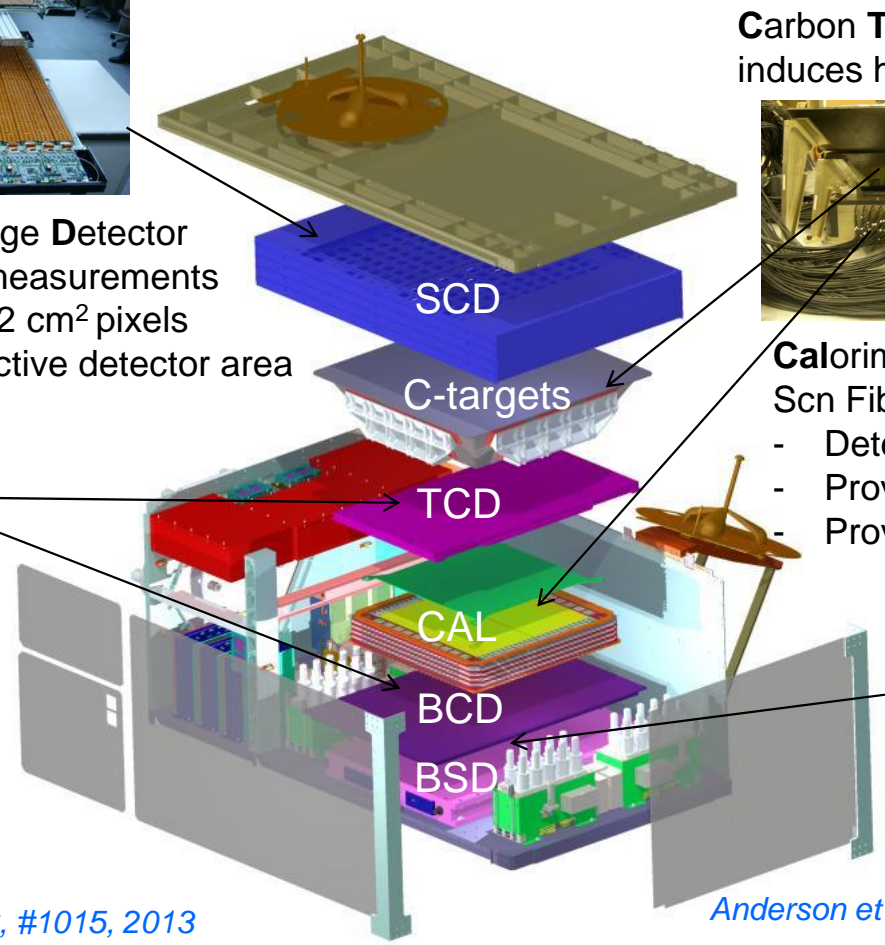 Carbon T
induces h
ge Detector
measurements
2 cm² pixels
ctive detector area
SCD
C-targets
Calorim
Scn Fib
- Dete
- Prov
- Prov
TCD
CAL
BCD
BSD
, #1015, 2013
Anderson et